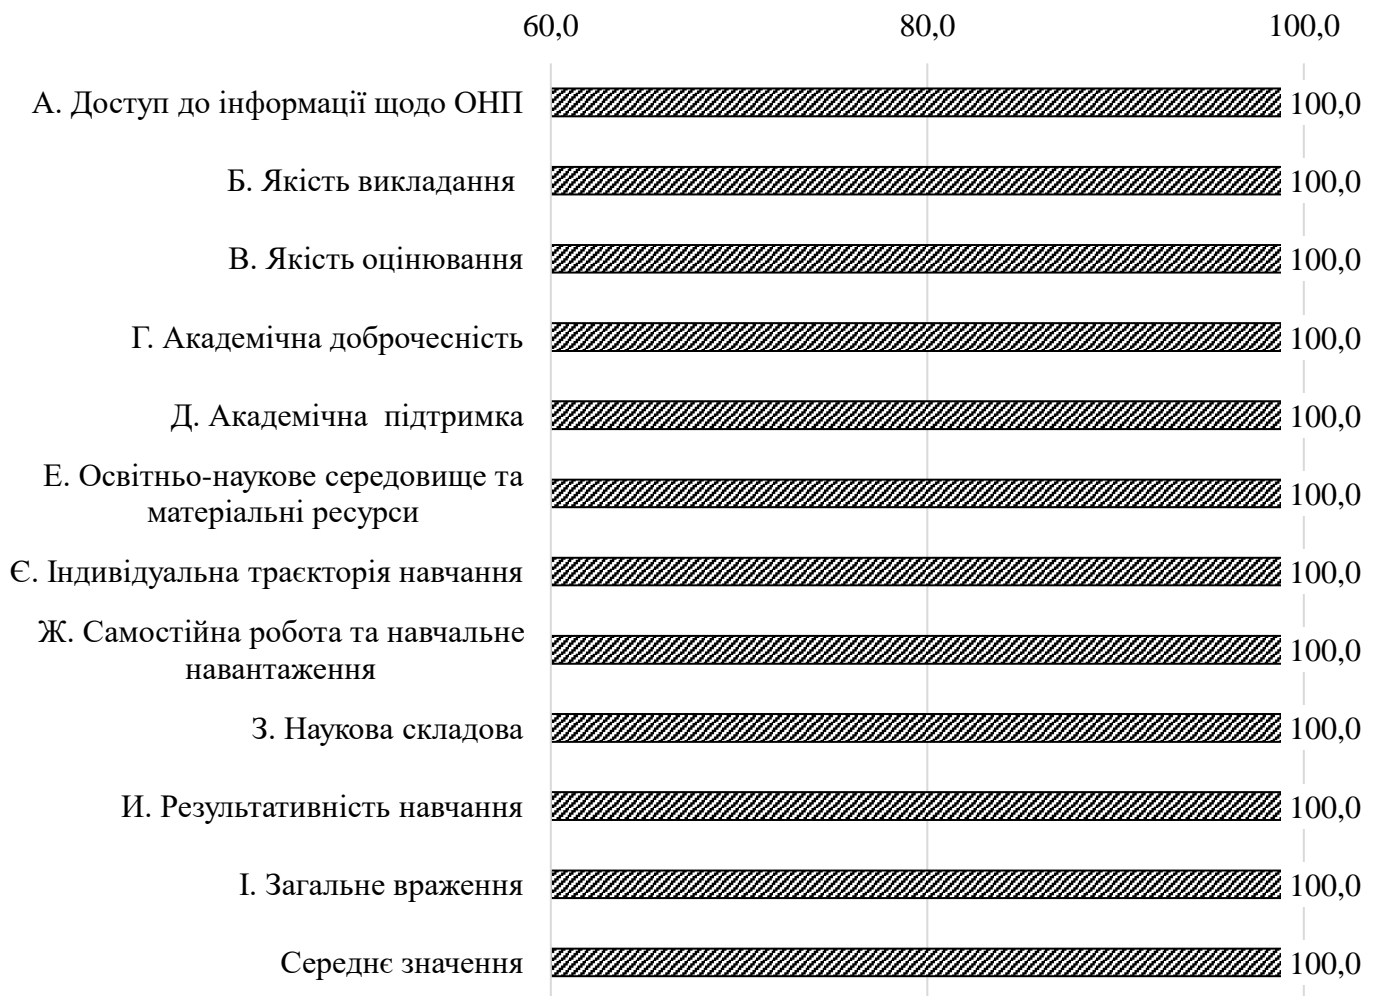 60,0 80,0 100,0
А. Доступ до інформації щодо ОНП 100,0
Б. Якість викладання 100,0
В. Якість оцінювання 100,0
Г. Академічна доброчесність 100,0
Д. Академічна підтримка 100,0
Е. Освітньо-наукове середовище та
матеріальні ресурси 100,0
Є. Індивідуальна траєкторія навчання 100,0
Ж. Самостійна робота та навчальне
навантаження 100,0
З. Наукова складова 100,0
И. Результативність навчання 100,0
І. Загальне враження 100,0
Середнє значення 100,0